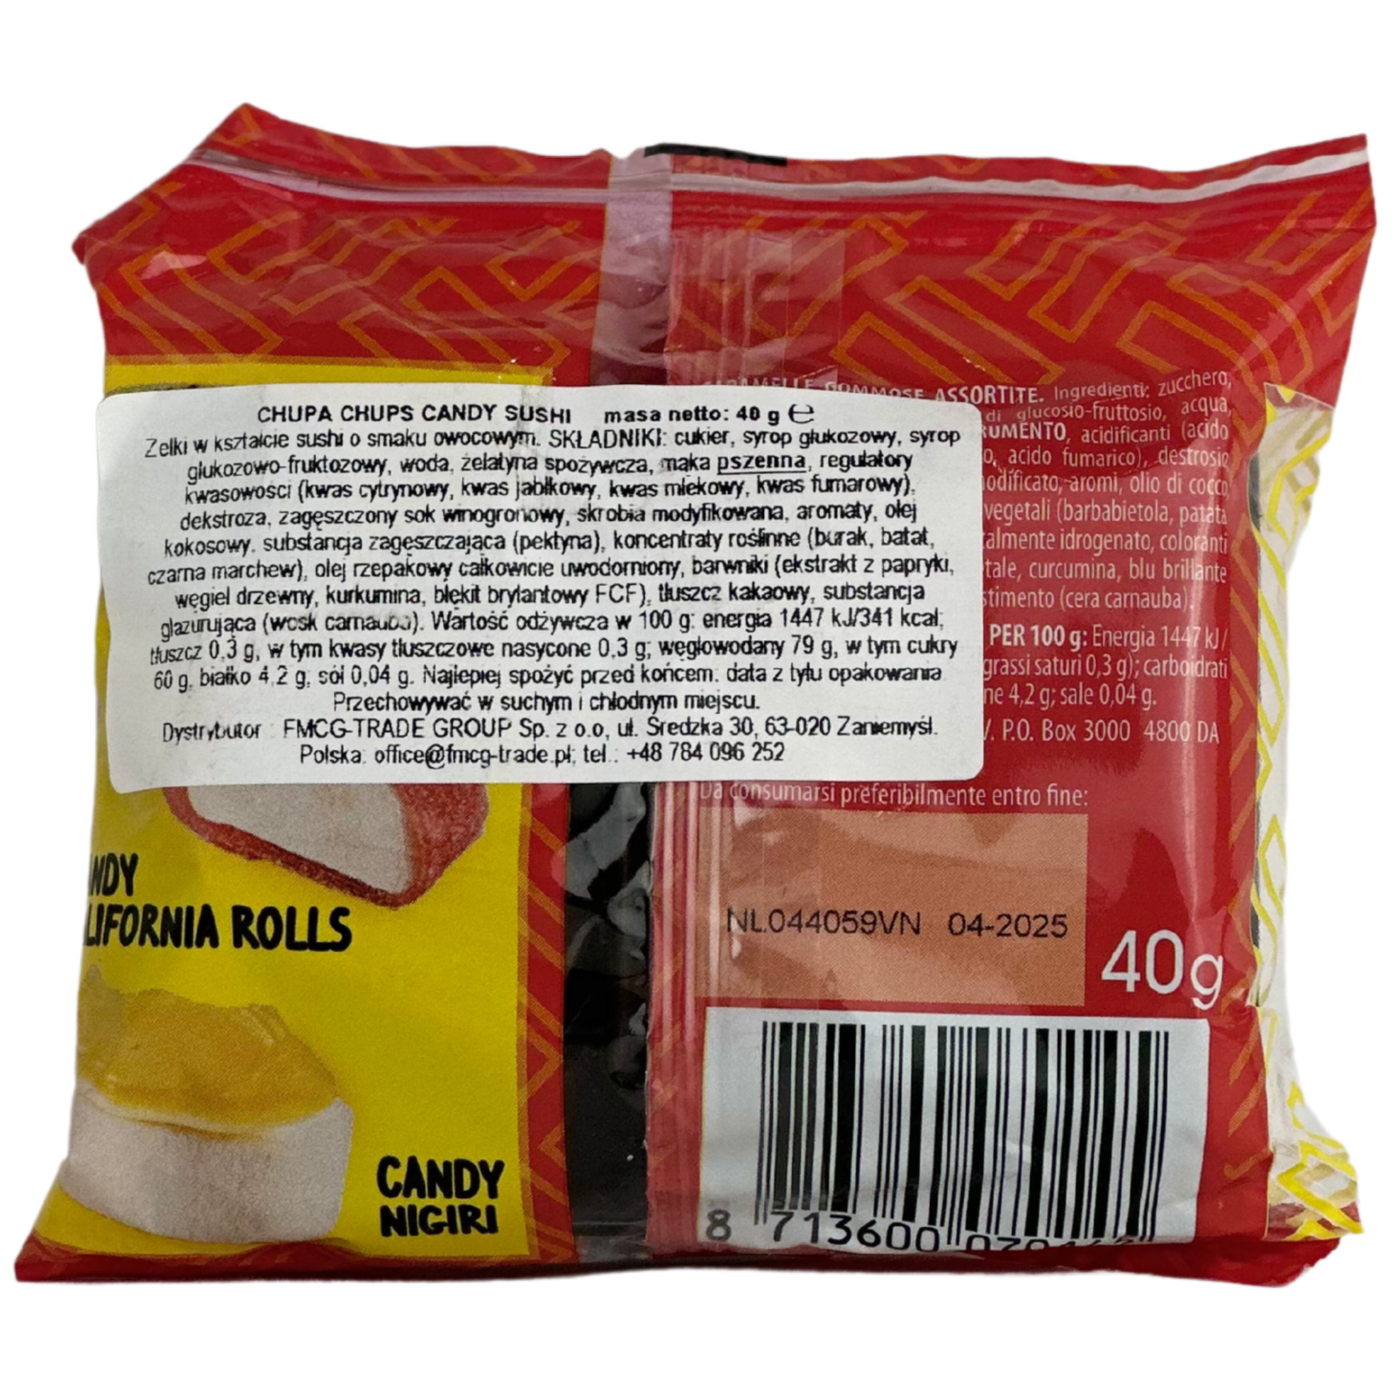 CHUPA CHUPS CANDY SUSHI masa netto: 40 g ℮
Żelki w kształcie sushi o smaku owocowym. SKŁADNIKI: cukier, syrop glukozowy, syrop
glukozowo-fruktozowy, woda, żelatyna spożywcza, mąka pszenna, regulatory
kwasowości (kwas cytrynowy, kwas jabłkowy, kwas mlekowy, kwas fumarowy),
dekstroza, zagęszczony sok winogronowy, skrobia modyfikowana, aromaty, olej
kokosowy, substancja zagęszczająca (pektyna), koncentraty roślinne (burak, batat,
czarna marchew), olej rzepakowy całkowicie uwodorniony, barwniki (ekstrakt z papryki,
węgiel drzewny, kurkumina, błękit brylantowy FCF), tłuszcz kakaowy, substancja
glazurująca (wosk carnauba). Wartość odżywcza w 100 g: energia 1447 kJ/341 kcal;
tłuszcz 0,3 g, w tym kwasy tłuszczowe nasycone 0,3 g; węglowodany 79 g, w tym cukry
60 g, białko 4,2 g, sól 0,04 g. Najlepiej spożyć przed końcem: data z tyłu opakowania
Przechowywać w suchym i chłodnym miejscu.
Dystrybutor : FMCG-TRADE GROUP Sp. z o.o, ul. Średzka 30, 63-020 Zaniemyśl.
Polska. office@fmcg-trade.pl; tel.: +48 784 096 252
CARAMELLE GOMMOSE ASSORTITE. Ingredienti: zucchero,
di glucosio-fruttosio, acqua,
RUMENTO, acidificanti (acido
o, acido fumarico), destrosio
odificato, aromi, olio di cocco
vegetali (barbabietola, patata
talmente idrogenato, coloranti
tale, curcumina, blu brillante
stimento (cera carnauba).
PER 100 g: Energia 1447 kJ /
grassi saturi 0,3 g); carboidrati
ne 4,2 g; sale 0,04 g.
V. P.O. Box 3000 4800 DA
Da consumarsi preferibilmente entro fine:
NL044059VN 04-2025
40g
8 713600
NDY
LIFORNIA ROLLS
CANDY
NIGIRI